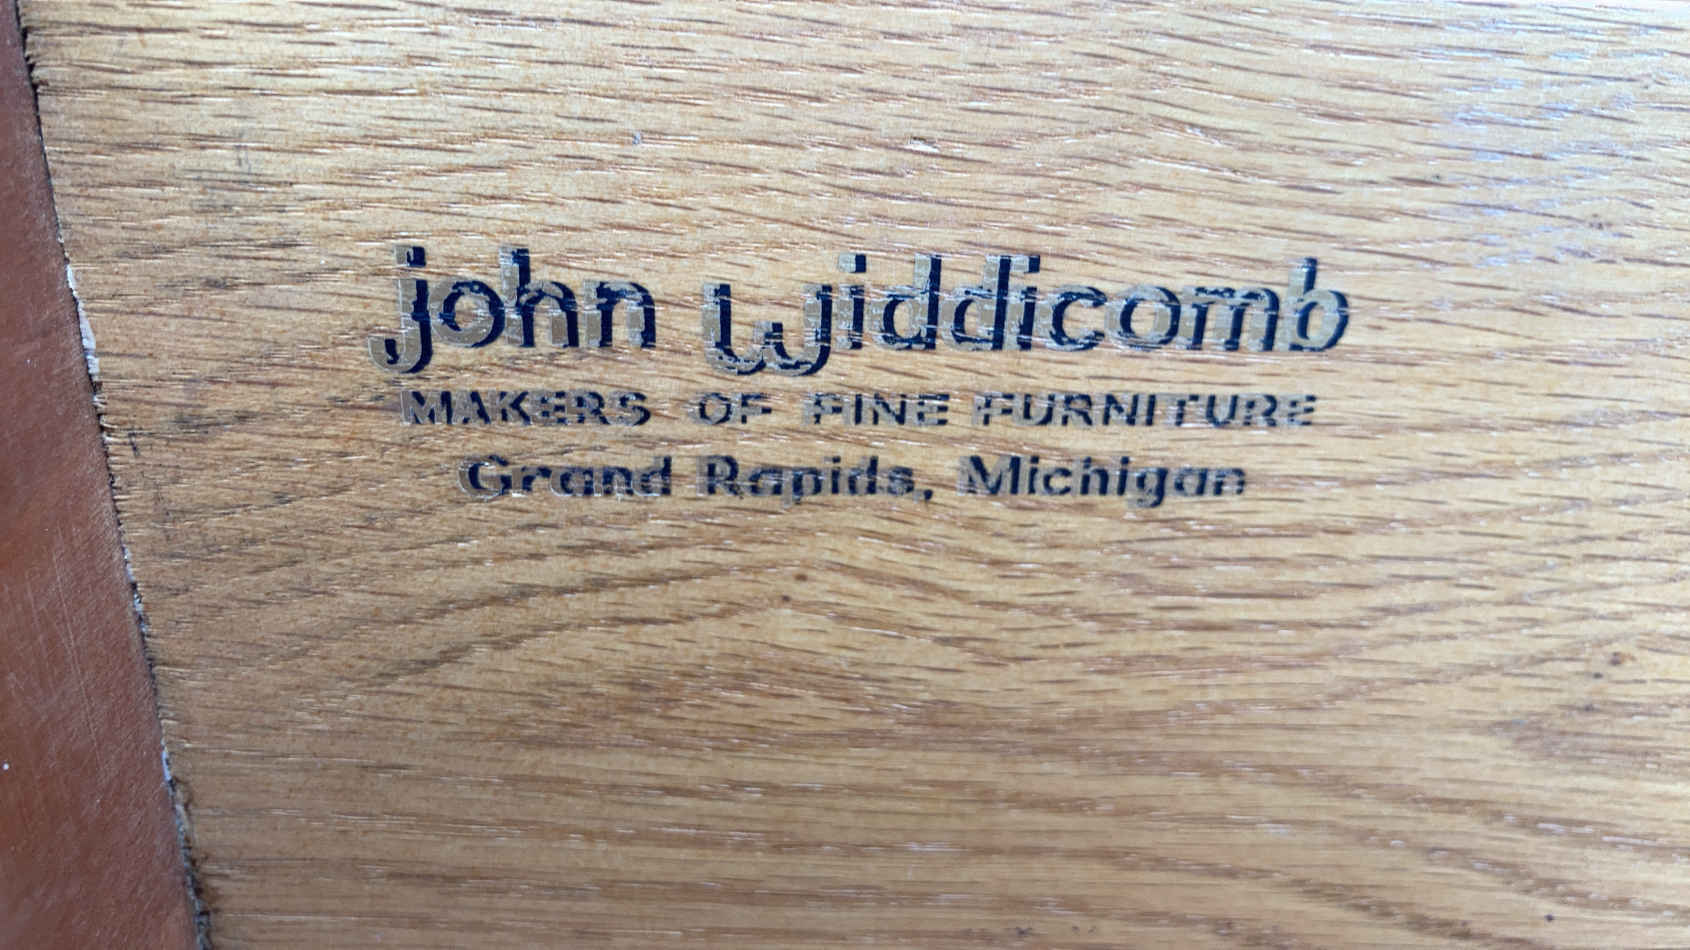 john widdicomb
MAKERS OF FINE FURNITURE
Grand Rapids, Michigan